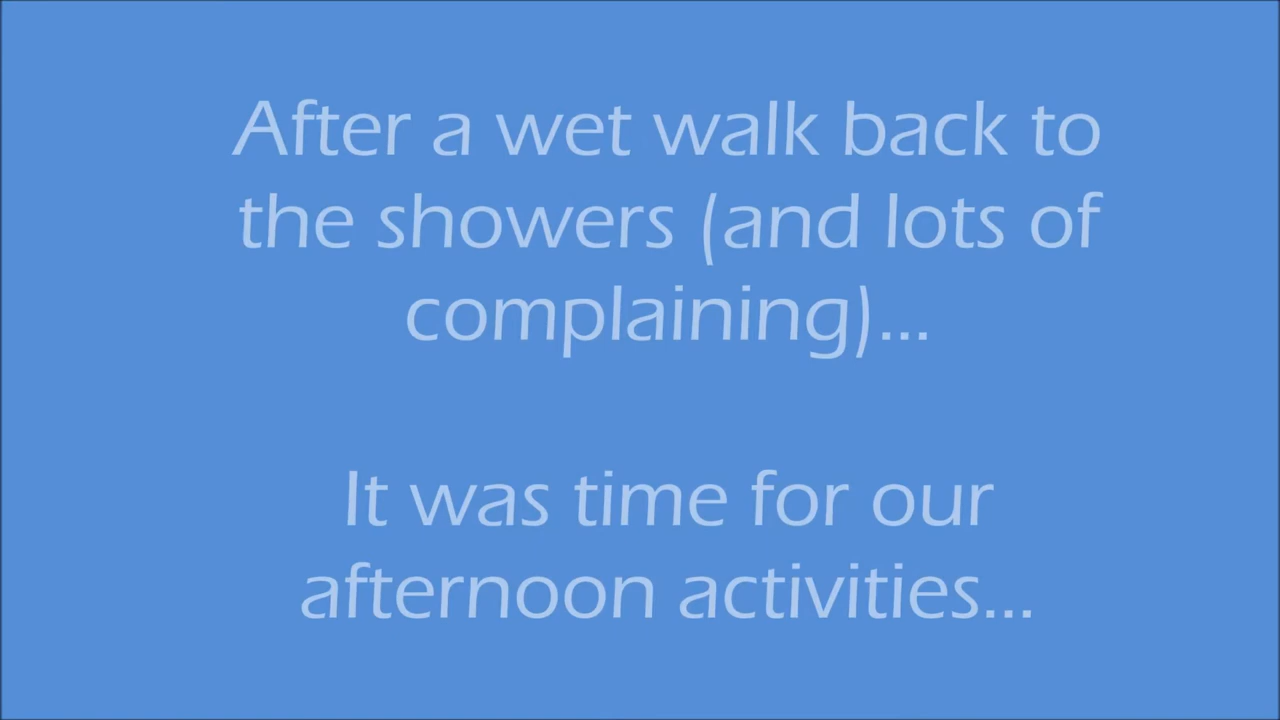 After a wet walk back to
the showers (and lots of
complaining)...
It was time for our
afternoon activities...